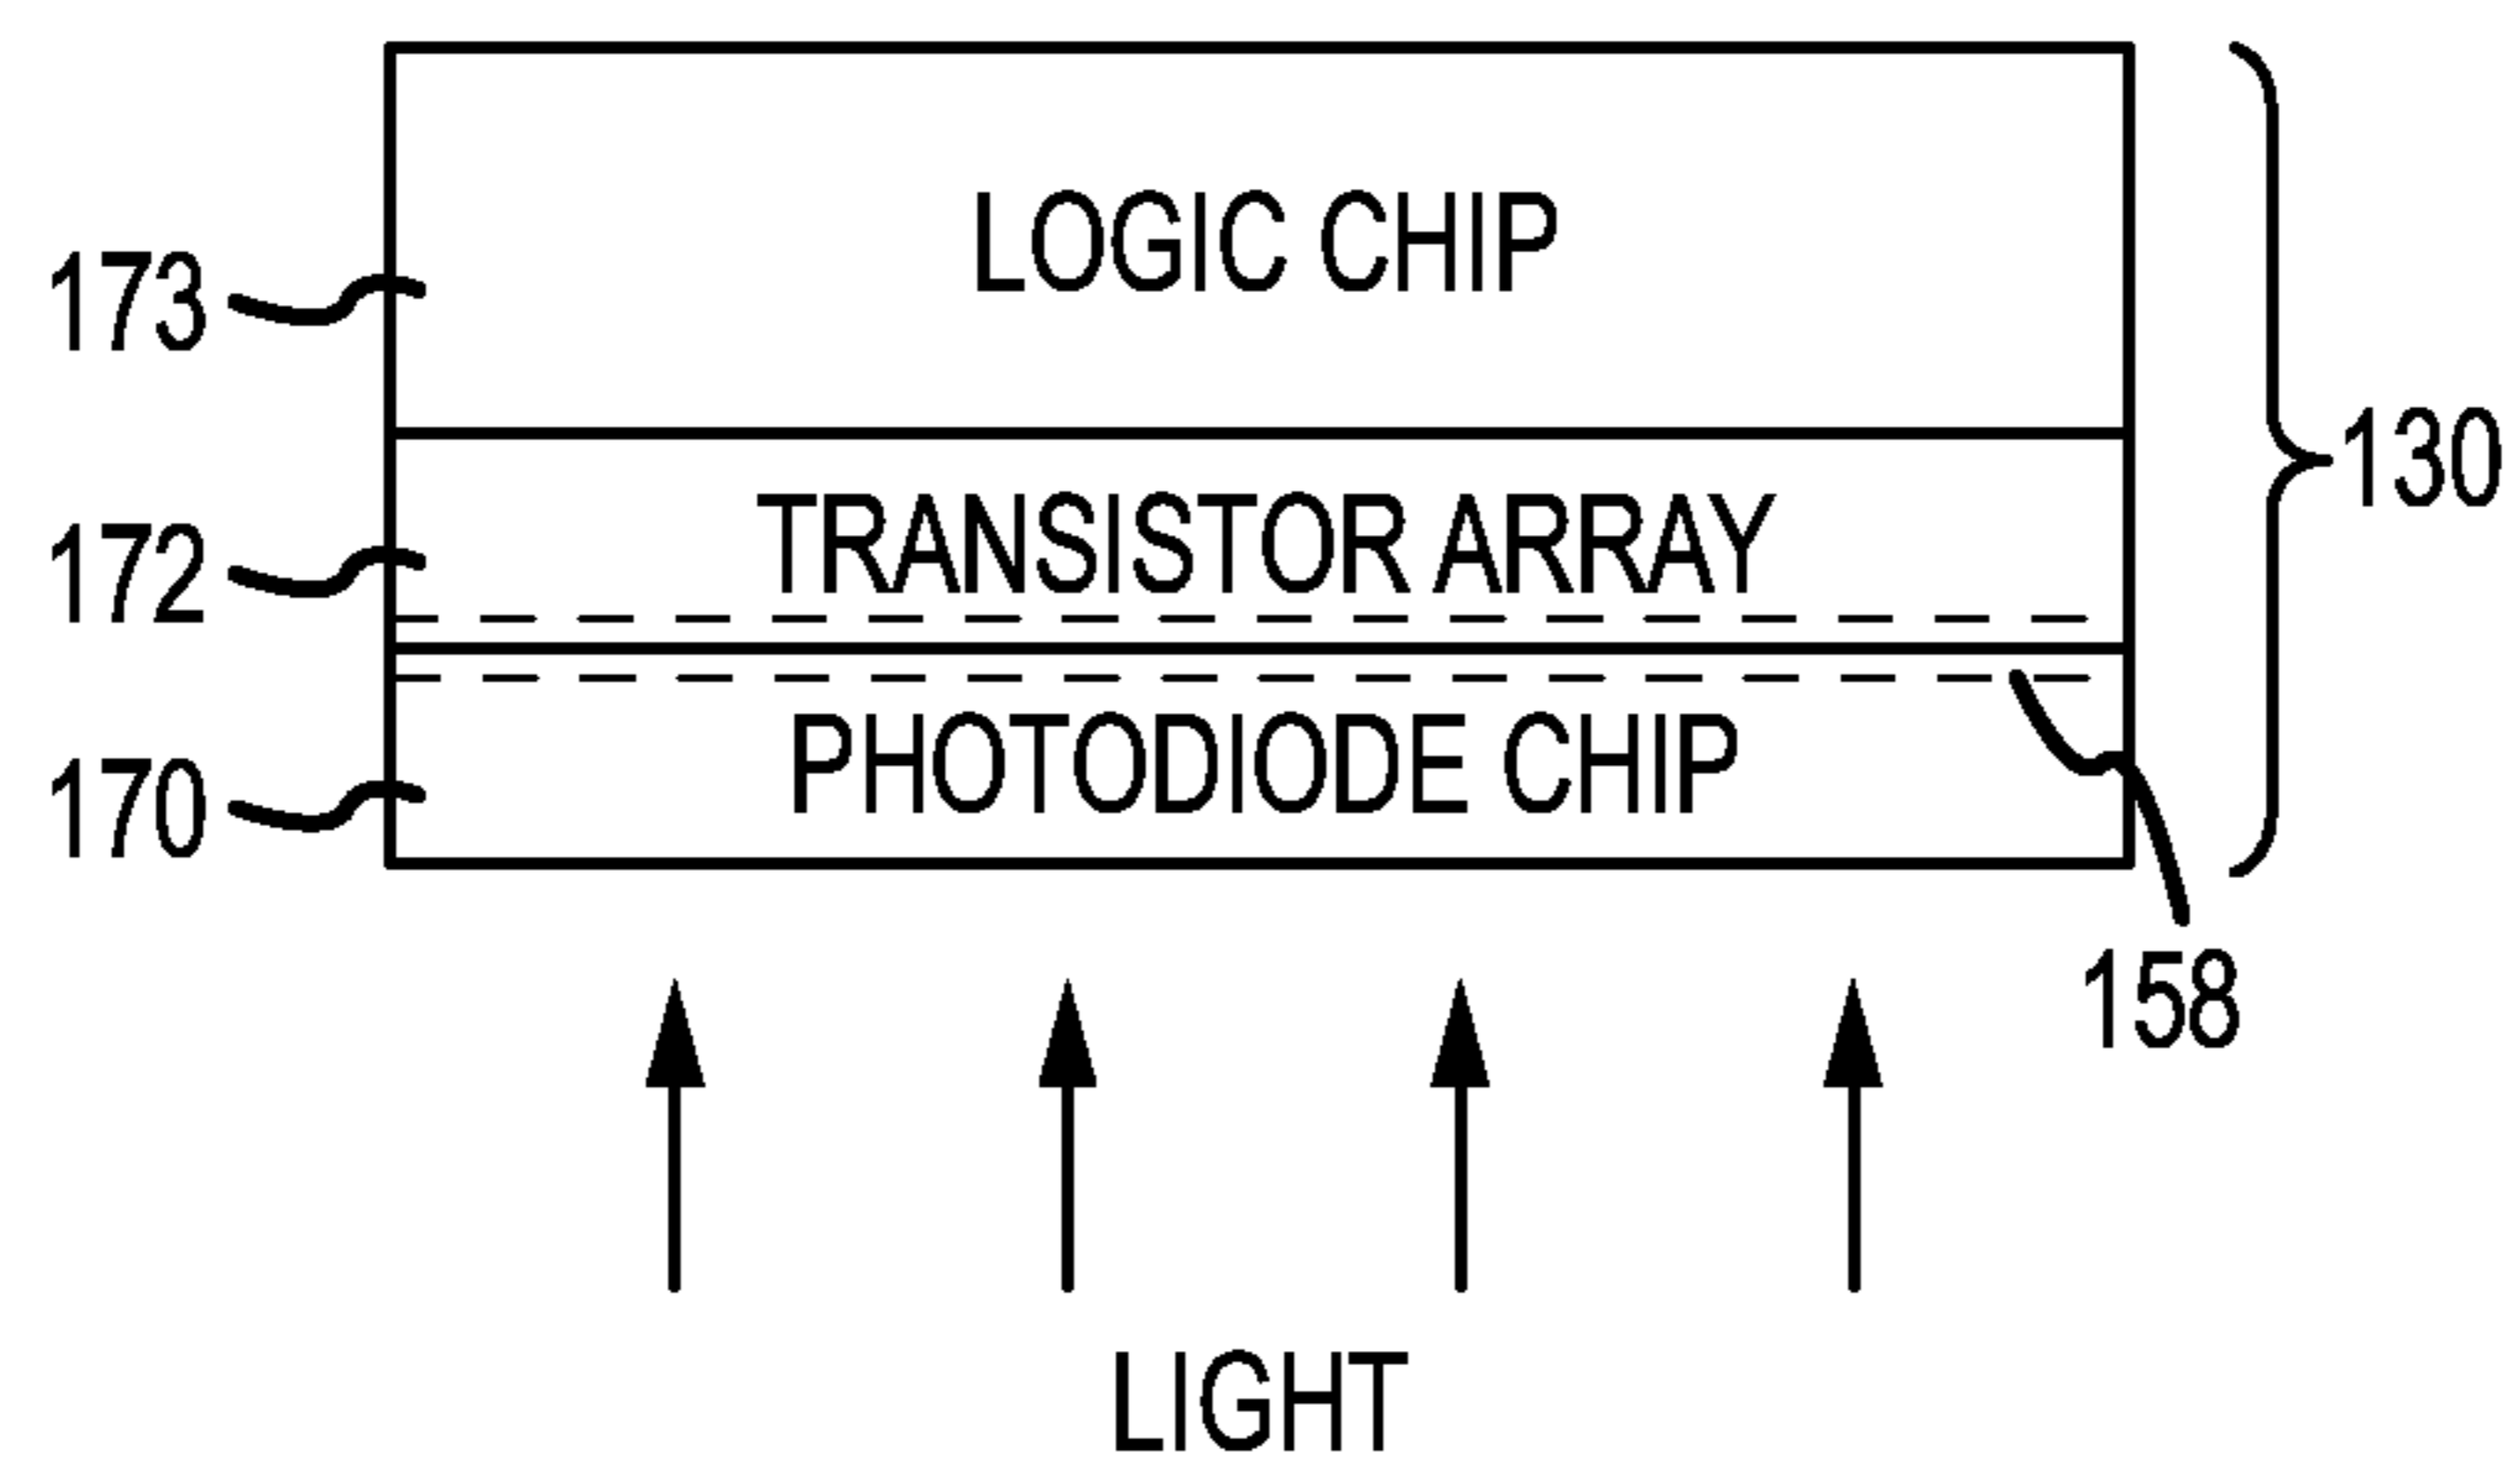 LOGIC CHIP
173
130
TRANSISTOR ARRAY
172
PHOTODIODE CHIP
170
158
LIGHT